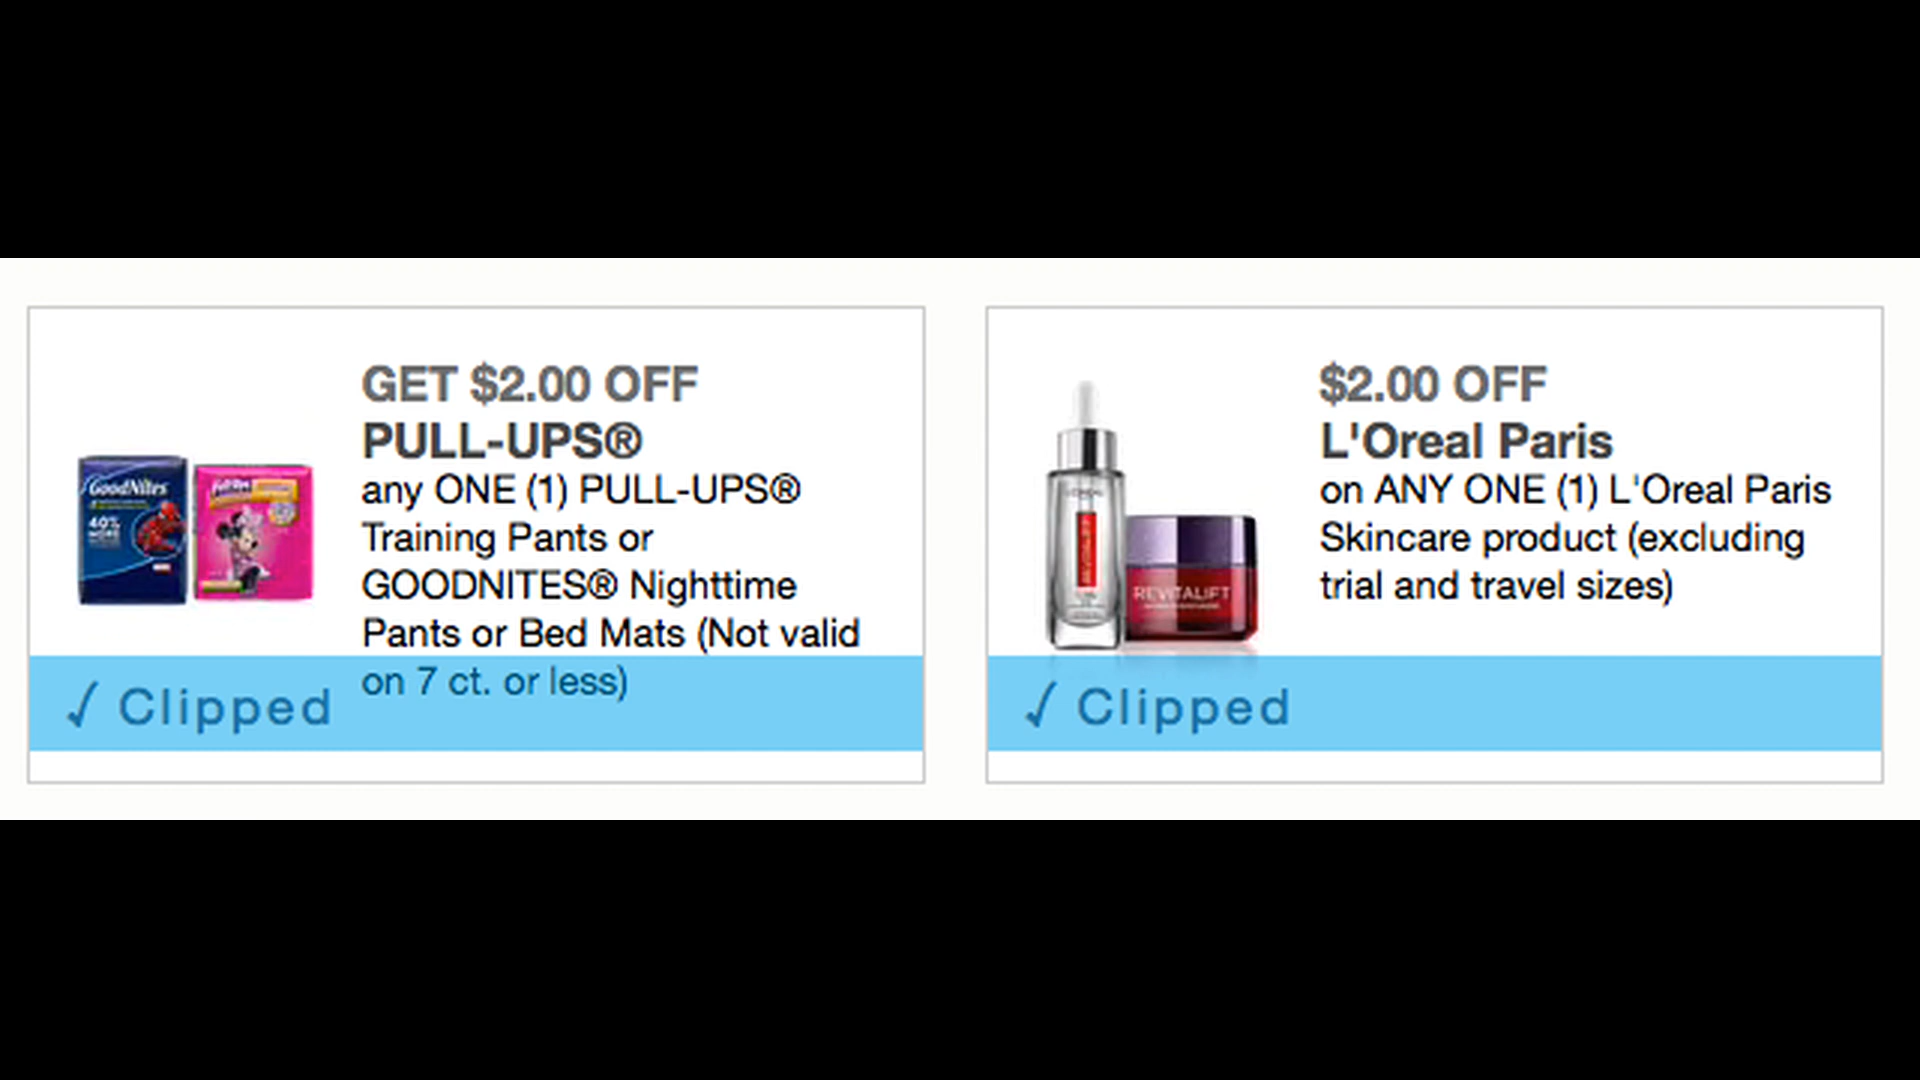 GET $2.00 OFF
PULL-UPS®
any ONE (1) PULL-UPS®
Training Pants or
GOODNITES® Nighttime
Pants or Bed Mats (Not valid
on 7 ct. or less)
✓ Clipped
GoodNites
40%
MORE
$2.00 OFF
L'Oreal Paris
on ANY ONE (1) L'Oreal Paris
Skincare product (excluding
trial and travel sizes)
✓ Clipped
REVITALIFT